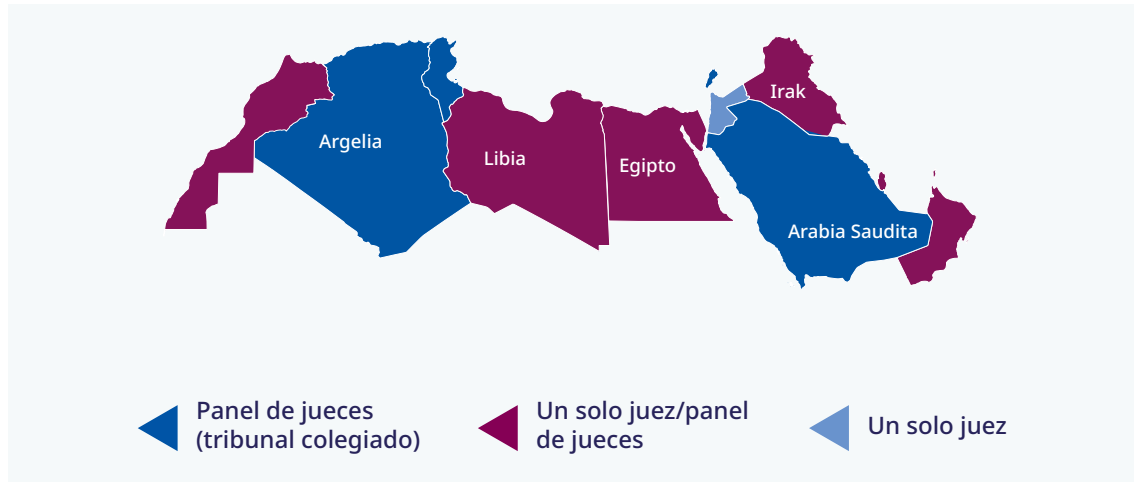 Irak
Argelia
Libia
Egipto
Arabia Saudita
Panel de jueces
(tribunal colegiado)
Un solo juez/panel
de jueces
Un solo juez